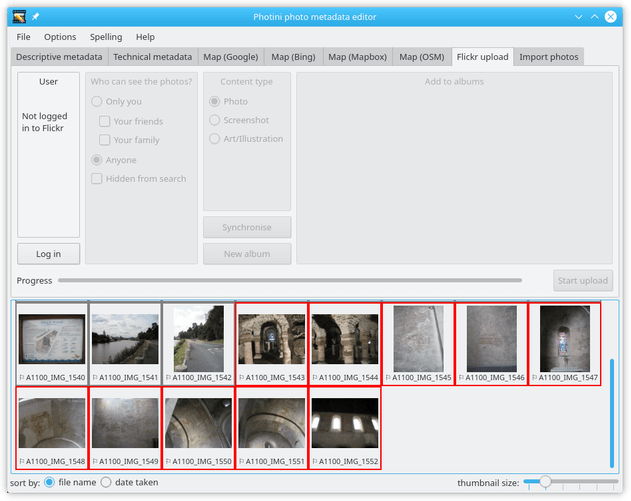 Photini photo metadata editor
File Options Spelling Help
Descriptive metadata Technical metadata Map (Google) Map (Bing) Map (Mapbox) Map (OSM) Flickr upload Import photos
User
Not logged
in to Flickr
Log in
Who can see the photos?
Only you
Your friends
Your family
Anyone
Hidden from search
Content type
Photo
Screenshot
Art/Illustration
Synchronise
New album
Add to albums
Progress
Start upload
A1100_IMG_1540 A1100_IMG_1541 A1100_IMG_1542 A1100_IMG_1543 A1100_IMG_1544 A1100_IMG_1545 A1100_IMG_1546 A1100_IMG_1547
A1100_IMG_1548 A1100_IMG_1549 A1100_IMG_1550 A1100_IMG_1551 A1100_IMG_1552
sort by: file name date taken thumbnail size: